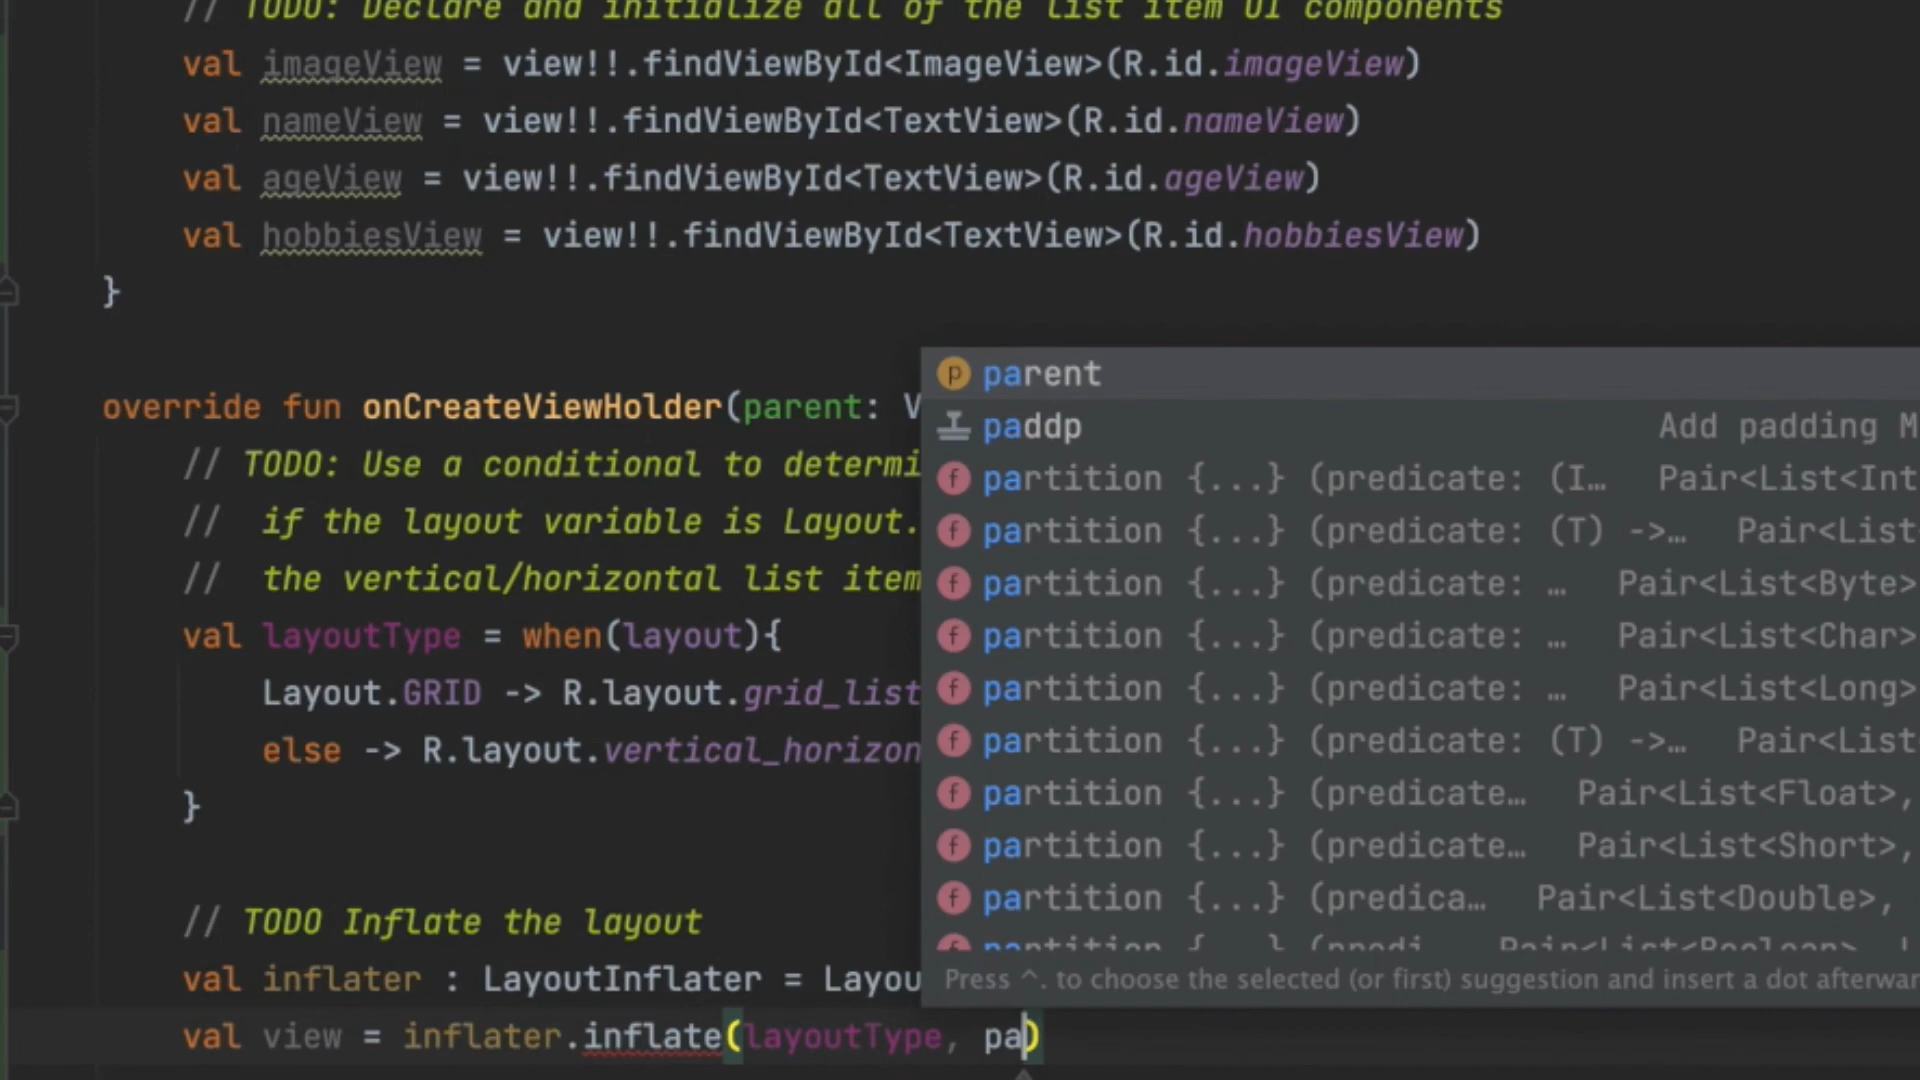 // TODO: Declare and initialize all of the list item UI components
val imageView = view!!.findViewById<ImageView>(R.id.imageView)
val nameView = view!!.findViewById<TextView>(R.id.nameView)
val ageView = view!!.findViewById<TextView>(R.id.ageView)
val hobbiesView = view!!.findViewById<TextView>(R.id.hobbiesView)
}
override fun onCreateViewHolder(parent: V
// TODO: Use a conditional to determi
// if the layout variable is Layout.
// the vertical/horizontal list item
val layoutType = when(layout){
Layout.GRID -> R.layout.grid_list
else -> R.layout.vertical_horizon
}
// TODO Inflate the layout
val inflater : LayoutInflater = Layou
val view = inflater.inflate(layoutType, pa)
p parent
paddp Add padding M
f partition {...} (predicate: (I… Pair<List<Int
f partition {...} (predicate: (T) ->… Pair<List<
f partition {...} (predicate: … Pair<List<Byte>
f partition {...} (predicate: … Pair<List<Char>
f partition {...} (predicate: … Pair<List<Long>
f partition {...} (predicate: (T) ->… Pair<List<
f partition {...} (predicate… Pair<List<Float>,
f partition {...} (predicate… Pair<List<Short>,
f partition {...} (predica… Pair<List<Double>,
f partition {...} (predi… Pair<List<Boolean>,
Press ^. to choose the selected (or first) suggestion and insert a dot afterwar